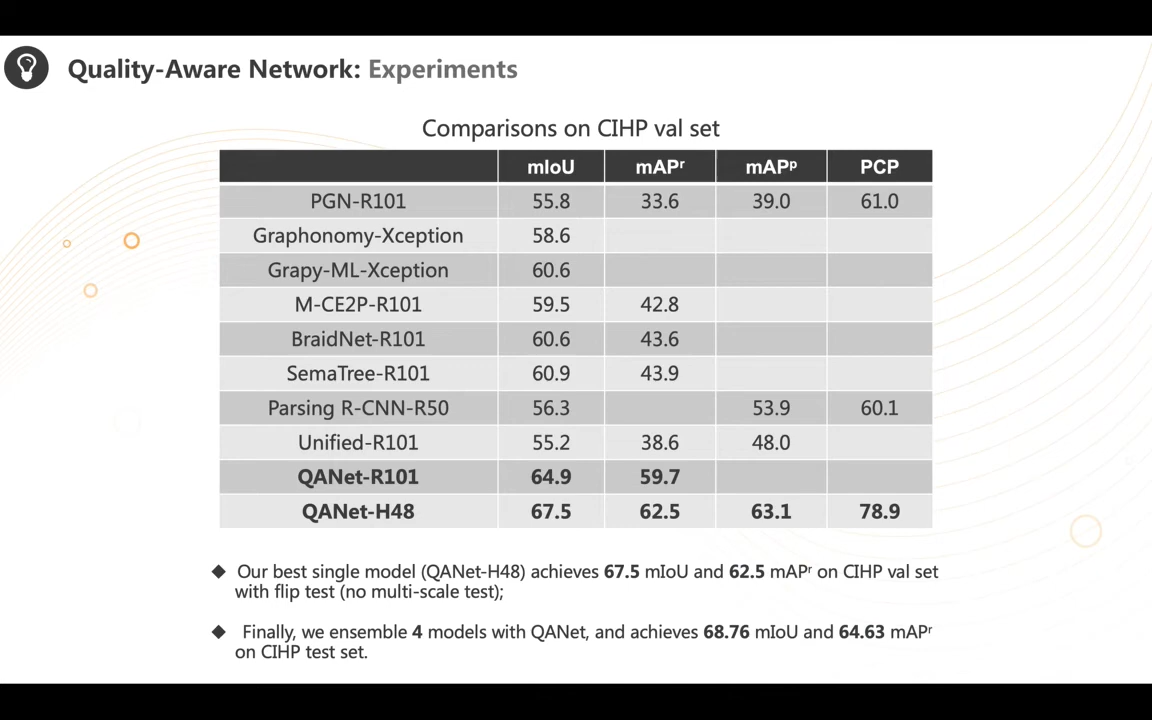 Quality-Aware Network: Experiments
Comparisons on CIHP val set
mIoU mAPʳ mAPᵖ PCP
PGN-R101 55.8 33.6 39.0 61.0
Graphonomy-Xception 58.6
Grapy-ML-Xception 60.6
M-CE2P-R101 59.5 42.8
BraidNet-R101 60.6 43.6
SemaTree-R101 60.9 43.9
Parsing R-CNN-R50 56.3 53.9 60.1
Unified-R101 55.2 38.6 48.0
QANet-R101 64.9 59.7
QANet-H48 67.5 62.5 63.1 78.9
◆ Our best single model (QANet-H48) achieves 67.5 mIoU and 62.5 mAPʳ on CIHP val set
with flip test (no multi-scale test);
◆ Finally, we ensemble 4 models with QANet, and achieves 68.76 mIoU and 64.63 mAPʳ
on CIHP test set.